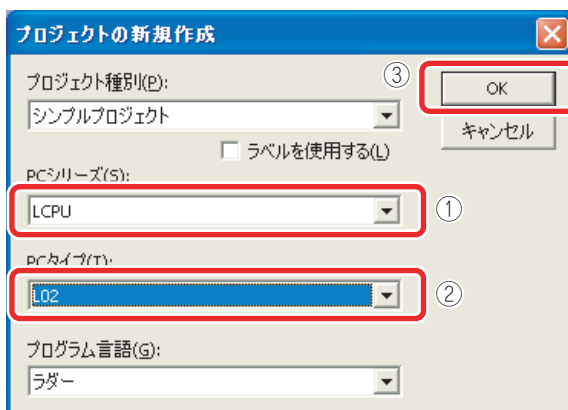 プロジェクトの新規作成
プロジェクト種別(P):
③
OK
シンプルプロジェクト
キャンセル
ラベルを使用する(L)
PCシリーズ(S):
LCPU
①
PCタイプ(T):
L02
②
プログラム言語(G):
ラダー